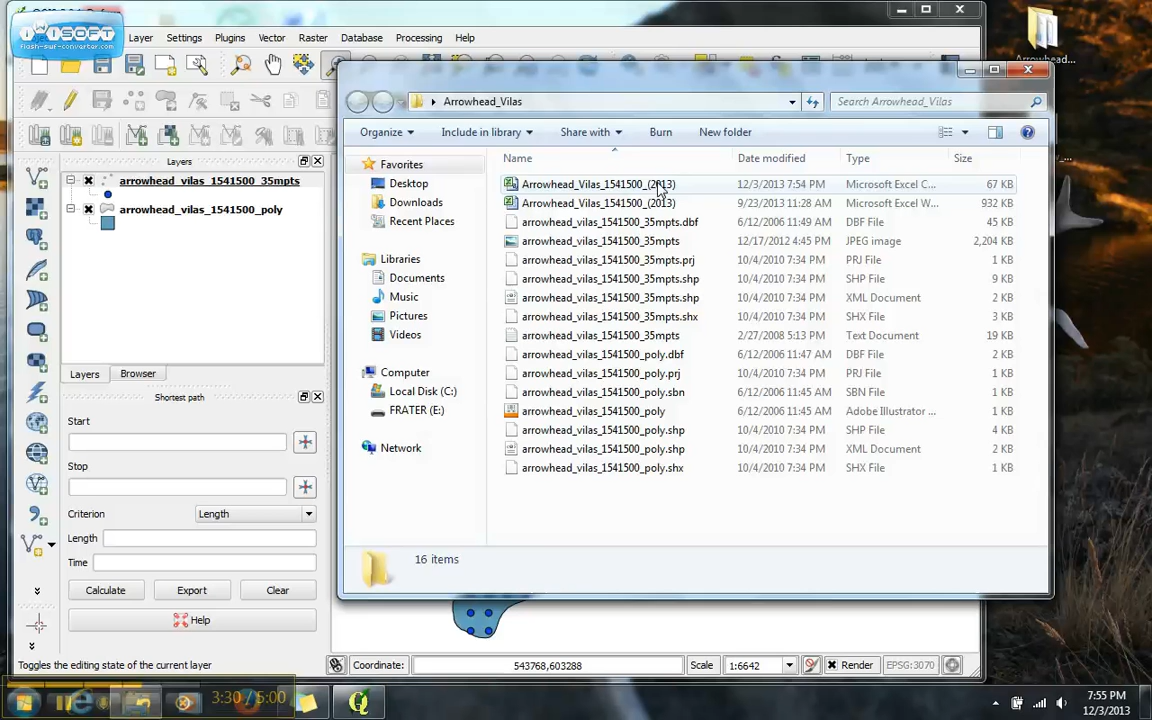 iWiSOFT
flash-swf-converter.com
Layer Settings Plugins Vector Raster Database Processing Help
Layers
arrowhead_vilas_1541500_35mpts
arrowhead_vilas_1541500_poly
Layers Browser
Shortest path
Start
Stop
Criterion Length
Length
Time
Calculate Export Clear
Help
Toggles the editing state of the current layer
Coordinate: 543768,603288 Scale 1:6642 Render EPSG:3070
Arrowhead_Vilas Search Arrowhead_Vilas
Organize Include in library Share with Burn New folder
Favorites
Desktop
Downloads
Recent Places
Libraries
Documents
Music
Pictures
Videos
Computer
Local Disk (C:)
FRATER (E:)
Network
Name Date modified Type Size
Arrowhead_Vilas_1541500_(2013) 12/3/2013 7:54 PM Microsoft Excel C... 67 KB
Arrowhead_Vilas_1541500_(2013) 9/23/2013 11:28 AM Microsoft Excel W... 932 KB
arrowhead_vilas_1541500_35mpts.dbf 6/12/2006 11:49 AM DBF File 45 KB
arrowhead_vilas_1541500_35mpts 12/17/2012 4:45 PM JPEG image 2,204 KB
arrowhead_vilas_1541500_35mpts.prj 10/4/2010 7:34 PM PRJ File 1 KB
arrowhead_vilas_1541500_35mpts.shp 10/4/2010 7:34 PM SHP File 9 KB
arrowhead_vilas_1541500_35mpts.shp 10/4/2010 7:34 PM XML Document 2 KB
arrowhead_vilas_1541500_35mpts.shx 10/4/2010 7:34 PM SHX File 3 KB
arrowhead_vilas_1541500_35mpts 2/27/2008 5:13 PM Text Document 19 KB
arrowhead_vilas_1541500_poly.dbf 6/12/2006 11:47 AM DBF File 2 KB
arrowhead_vilas_1541500_poly.prj 10/4/2010 7:34 PM PRJ File 1 KB
arrowhead_vilas_1541500_poly.sbn 6/12/2006 11:45 AM SBN File 1 KB
arrowhead_vilas_1541500_poly 6/12/2006 11:45 AM Adobe Illustrator ... 1 KB
arrowhead_vilas_1541500_poly.shp 10/4/2010 7:34 PM SHP File 4 KB
arrowhead_vilas_1541500_poly.shp 10/4/2010 7:34 PM XML Document 2 KB
arrowhead_vilas_1541500_poly.shx 10/4/2010 7:34 PM SHX File 1 KB
16 items
Arrowhead...
3:30 / 5:00
7:55 PM
12/3/2013